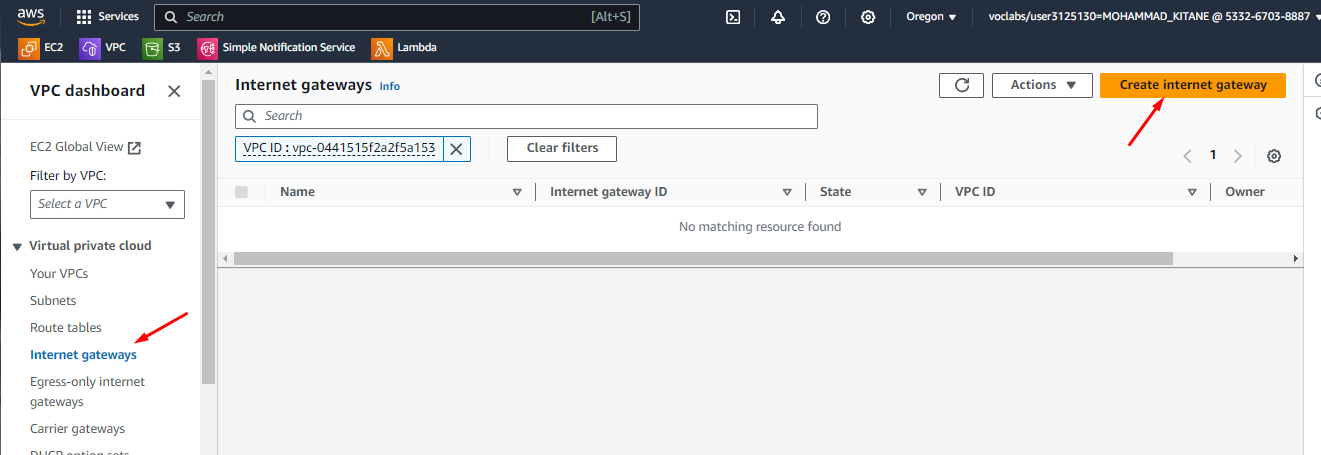 aws
Services
Search
[Alt+S]
Oregon
voclabs/user3125130=MOHAMMAD_KITANE @ 5332-6703-8887
EC2
VPC
S3
Simple Notification Service
Lambda
VPC dashboard
EC2 Global View
Filter by VPC:
Select a VPC
Virtual private cloud
Your VPCs
Subnets
Route tables
Internet gateways
Egress-only internet
gateways
Carrier gateways
DHCP option sets
Internet gateways Info
Actions
Create internet gateway
Search
VPC ID : vpc-0441515f2a2f5a153
Clear filters
1
Name
Internet gateway ID
State
VPC ID
Owner
No matching resource found